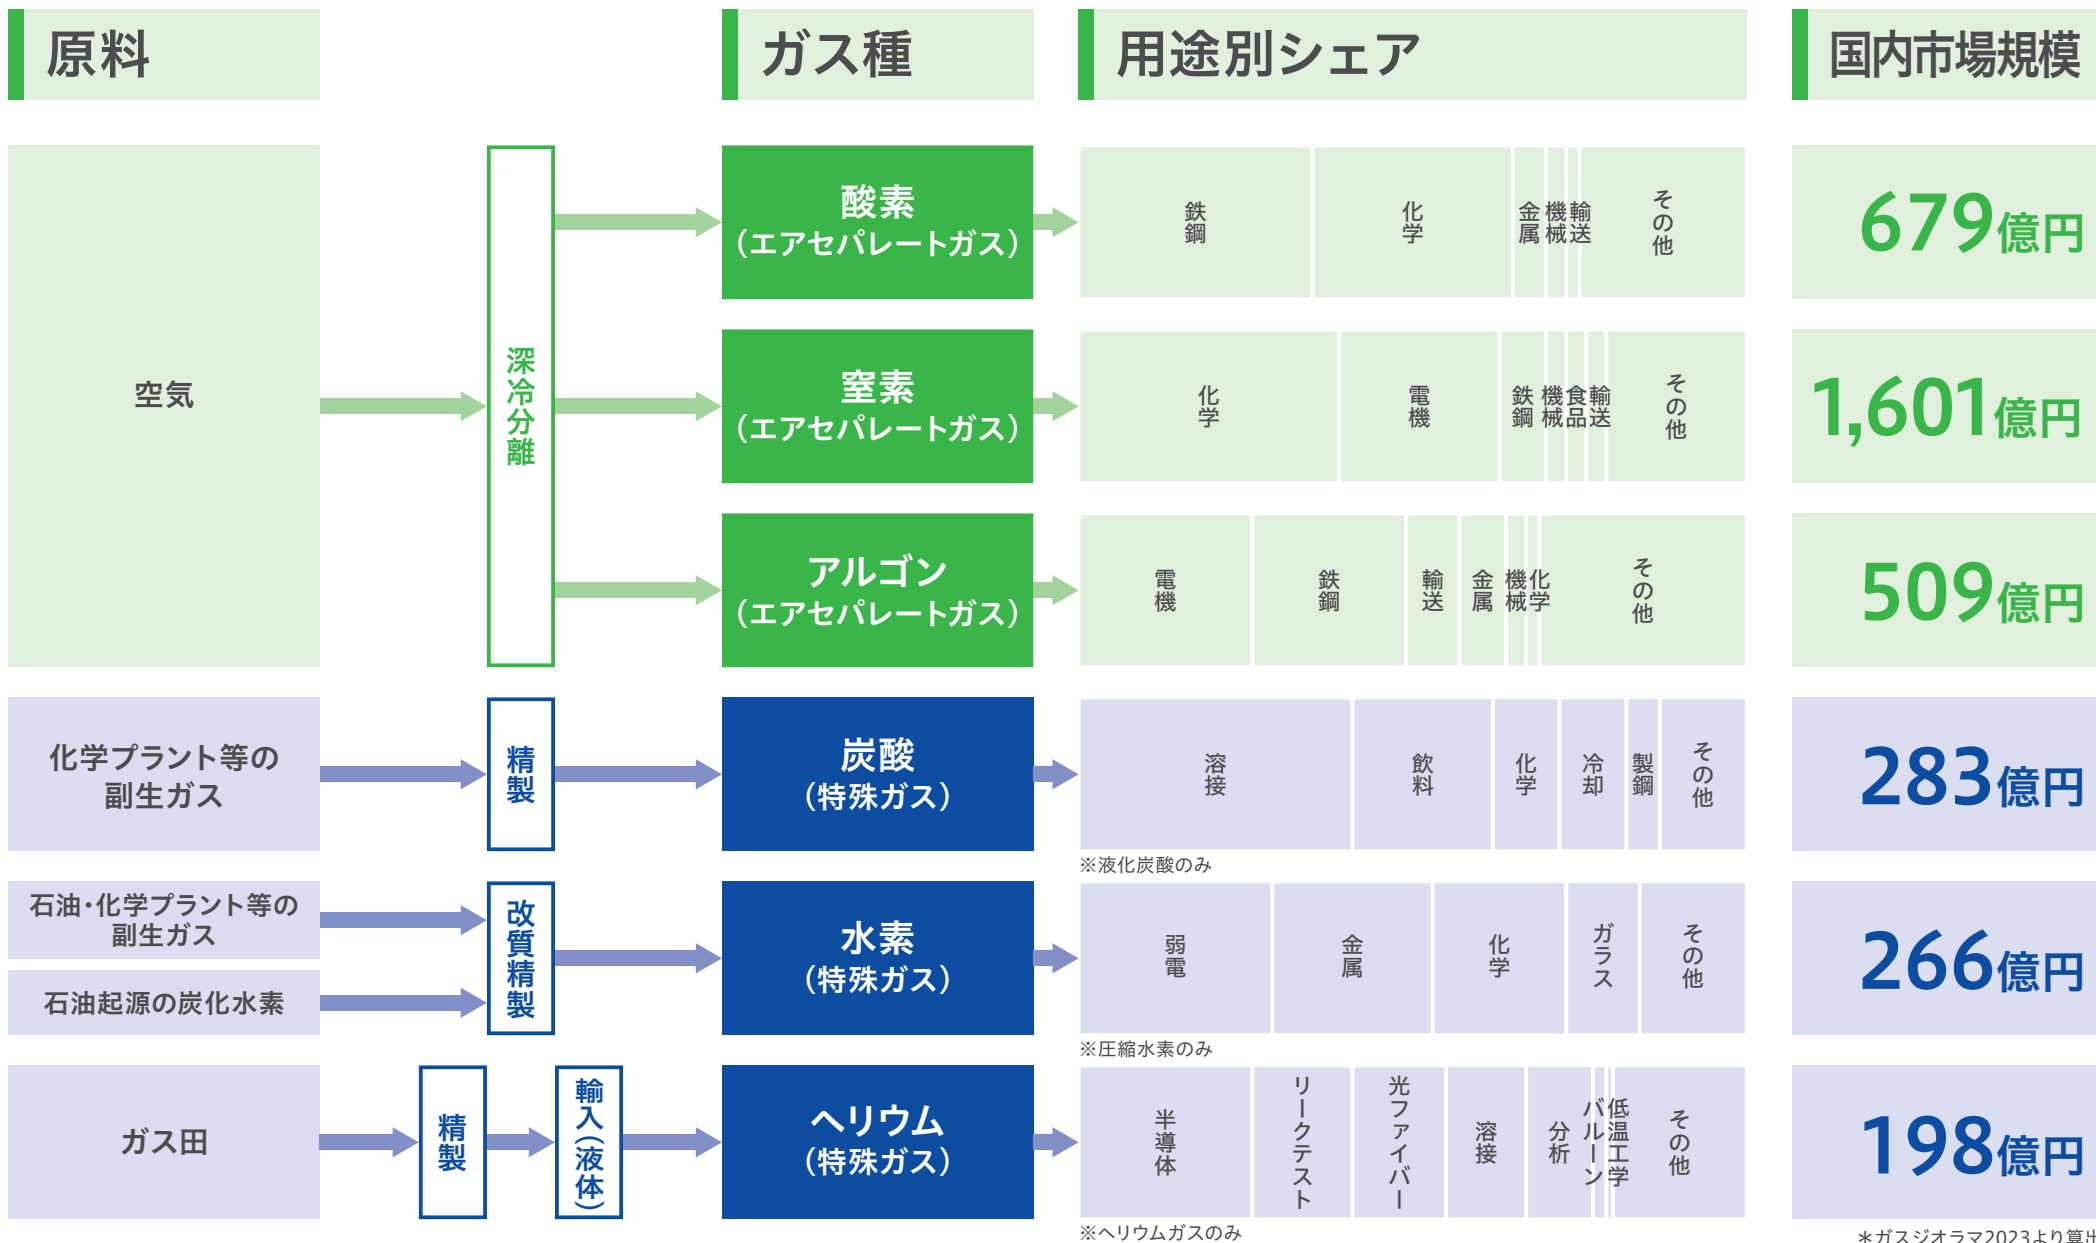 原料
ガス種
用途別シェア
国内市場規模
空気
深冷分離
酸素
（エアセパレートガス）
鉄鋼
化学
金属
機械
輸送
その他
679億円
窒素
（エアセパレートガス）
化学
電機
鉄鋼
機械
食品
輸送
その他
1,601億円
アルゴン
（エアセパレートガス）
電機
鉄鋼
輸送
金属
機械
化学
その他
509億円
化学プラント等の
副生ガス
精製
炭酸
（特殊ガス）
溶接
飲料
化学
冷却
製鋼
その他
283億円
※液化炭酸のみ
石油・化学プラント等の
副生ガス
石油起源の炭化水素
改質精製
水素
（特殊ガス）
弱電
金属
化学
ガラス
その他
266億円
※圧縮水素のみ
ガス田
精製
輸入（液体）
ヘリウム
（特殊ガス）
半導体
リークテスト
光ファイバー
溶接
分析
バルーン
低温工学
その他
198億円
※ヘリウムガスのみ
＊ガスジオラマ2023より算出